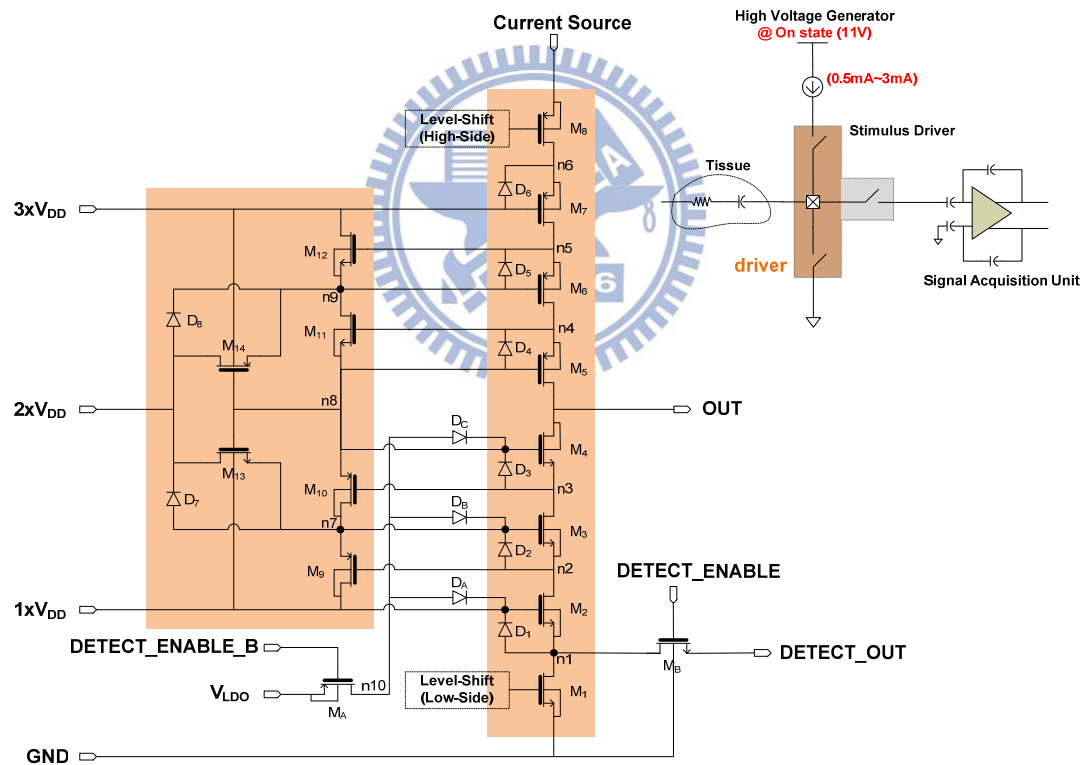 Current Source
High Voltage Generator
@ On state (11V)
(0.5mA~3mA)
Level-Shift
(High-Side)
M8
Stimulus Driver
n6
Tissue
D6
M7
3xVDD
n5
M12
D5
M6
driver
Signal Acquisition Unit
n9
n4
D8
M11
D4
M14
M5
2xVDD
n8
OUT
DC
M4
M13
D3
D7
M10
n3
DB
n7
M3
D2
M9
n2
DETECT_ENABLE
DA
1xVDD
M2
D1
DETECT_ENABLE_B
n1
DETECT_OUT
MB
n10
Level-Shift
(Low-Side)
VLDO
M1
MA
GND
A
8
6